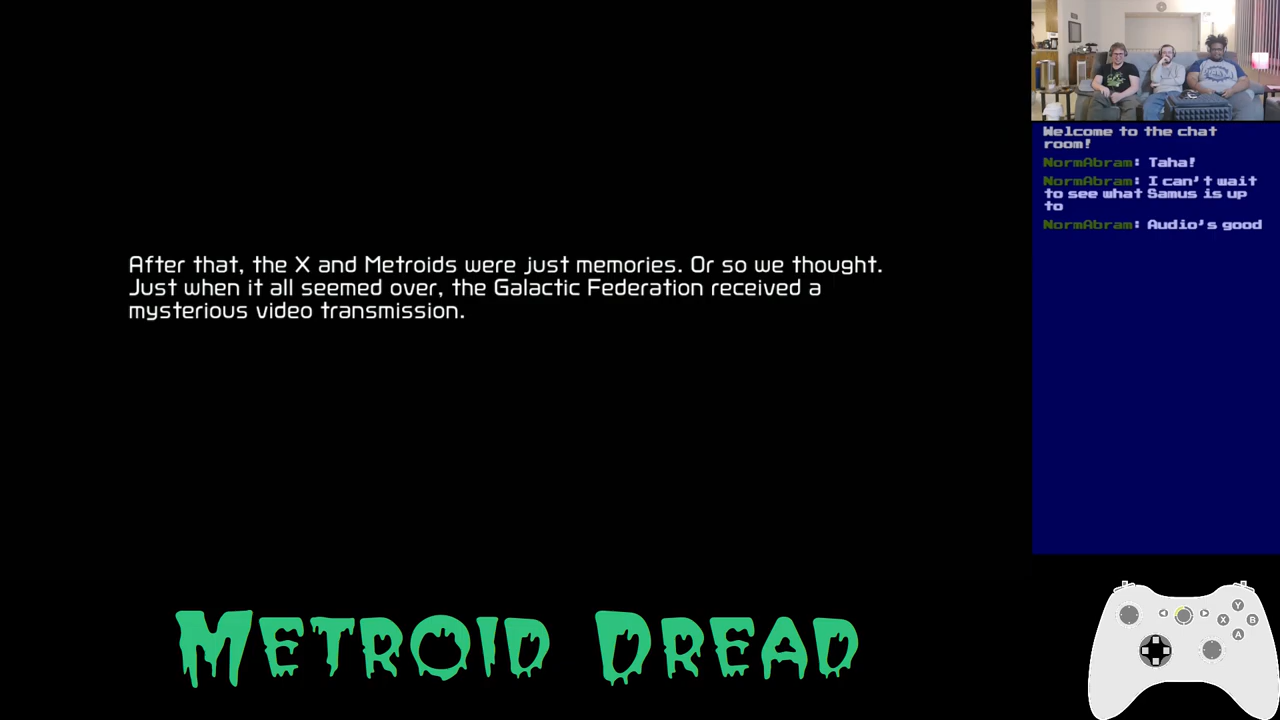 After that, the X and Metroids were just memories. Or so we thought.
Just when it all seemed over, the Galactic Federation received a
mysterious video transmission.
Welcome to the chat
room!
NormAbram: Taha!
NormAbram: I can't wait
to see what Samus is up
to
NormAbram: Audio's good
METROID DREAD
Y
X
B
A